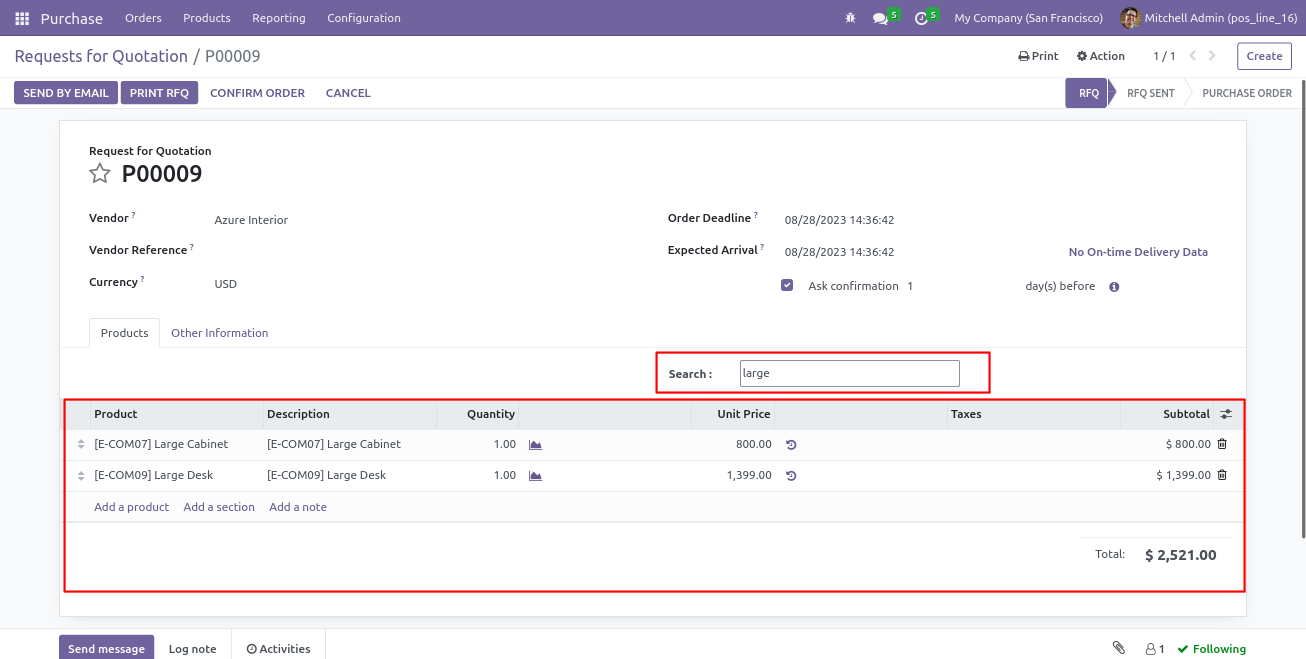 Purchase Orders Products Reporting Configuration 5 5 My Company (San Francisco) Mitchell Admin (pos_line_16)
Requests for Quotation / P00009 Print Action 1 / 1 Create
SEND BY EMAIL PRINT RFQ CONFIRM ORDER CANCEL RFQ RFQ SENT PURCHASE ORDER
Request for Quotation
P00009
Vendor ? Azure Interior Order Deadline ? 08/28/2023 14:36:42
Vendor Reference ? Expected Arrival ? 08/28/2023 14:36:42 No On-time Delivery Data
Currency ? USD Ask confirmation 1 day(s) before
Products Other Information
Search : large
Product Description Quantity Unit Price Taxes Subtotal
[E-COM07] Large Cabinet [E-COM07] Large Cabinet 1.00 800.00 $ 800.00
[E-COM09] Large Desk [E-COM09] Large Desk 1.00 1,399.00 $ 1,399.00
Add a product Add a section Add a note
Total: $ 2,521.00
Send message Log note Activities 1 Following